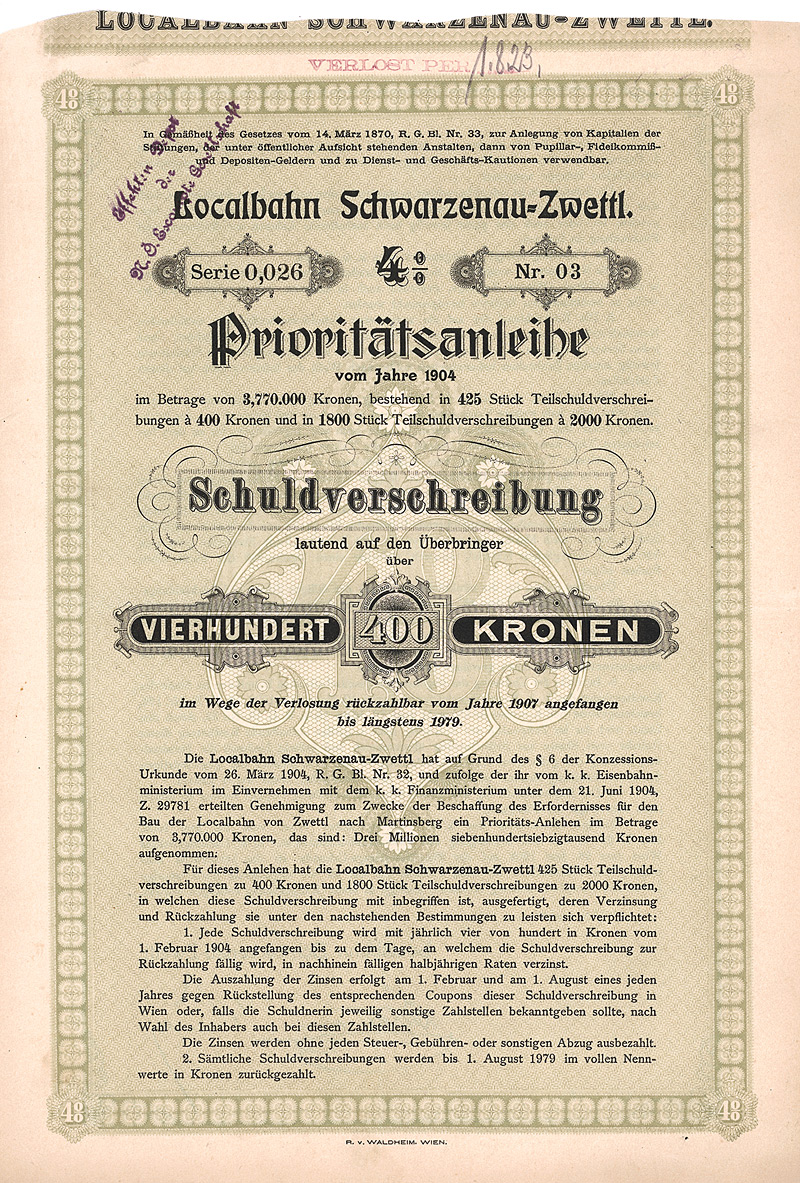 LOCALBAHN SCHWARZENAU-ZWETTL.
VERLOST PER 1.8.23.
48 48
In Gemäßheit des Gesetzes vom 14. März 1870, R. G. Bl. Nr. 33, zur Anlegung von Kapitalien der
Stiftungen, der unter öffentlicher Aufsicht stehenden Anstalten, dann von Pupillar-, Fideikommiß-
und Depositen-Geldern und zu Dienst- und Geschäfts-Kautionen verwendbar.
Effekten Depot
der
N. Ö. Escompte Gesellschaft
Localbahn Schwarzenau-Zwettl.
Serie 0,026 4% Nr. 03
Prioritätsanleihe
vom Jahre 1904
im Betrage von 3,770.000 Kronen, bestehend in 425 Stück Teilschuldverschrei-
bungen à 400 Kronen und in 1800 Stück Teilschuldverschreibungen à 2000 Kronen.
Schuldverschreibung
lautend auf den Überbringer
über
VIERHUNDERT 400 KRONEN
im Wege der Verlosung rückzahlbar vom Jahre 1907 angefangen
bis längstens 1979.
Die Localbahn Schwarzenau-Zwettl hat auf Grund des § 6 der Konzessions-
Urkunde vom 26. März 1904, R. G. Bl. Nr. 32, und zufolge der ihr vom k. k. Eisenbahn-
ministerium im Einvernehmen mit dem k. k. Finanzministerium unter dem 21. Juni 1904,
Z. 29781 erteilten Genehmigung zum Zwecke der Beschaffung des Erfordernisses für den
Bau der Localbahn von Zwettl nach Martinsberg ein Prioritäts-Anlehen im Betrage
von 3,770.000 Kronen, das sind: Drei Millionen siebenhundertsiebzigtausend Kronen
aufgenommen.
Für dieses Anlehen hat die Localbahn Schwarzenau-Zwettl 425 Stück Teilschuld-
verschreibungen zu 400 Kronen und 1800 Stück Teilschuldverschreibungen zu 2000 Kronen,
in welchen diese Schuldverschreibung mit inbegriffen ist, ausgefertigt, deren Verzinsung
und Rückzahlung sie unter den nachstehenden Bestimmungen zu leisten sich verpflichtet:
1. Jede Schuldverschreibung wird mit jährlich vier von hundert in Kronen vom
1. Februar 1904 angefangen bis zu dem Tage, an welchem die Schuldverschreibung zur
Rückzahlung fällig wird, in nachhinein fälligen halbjährigen Raten verzinst.
Die Auszahlung der Zinsen erfolgt am 1. Februar und am 1. August eines jeden
Jahres gegen Rückstellung des entsprechenden Coupons dieser Schuldverschreibung in
Wien oder, falls die Schuldnerin jeweilig sonstige Zahlstellen bekanntgeben sollte, nach
Wahl des Inhabers auch bei diesen Zahlstellen.
Die Zinsen werden ohne jeden Steuer-, Gebühren- oder sonstigen Abzug ausbezahlt.
2. Sämtliche Schuldverschreibungen werden bis 1. August 1979 im vollen Nenn-
werte in Kronen zurückgezahlt.
48 48
R. v. WALDHEIM. WIEN.